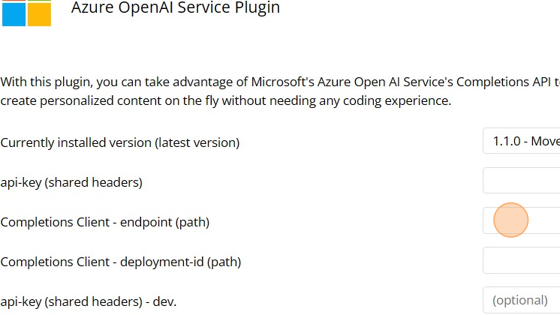 Azure OpenAI Service Plugin
With this plugin, you can take advantage of Microsoft's Azure Open AI Service's Completions API
create personalized content on the fly without needing any coding experience.
Currently installed version (latest version)
1.1.0 - Move
api-key (shared headers)
Completions Client - endpoint (path)
Completions Client - deployment-id (path)
api-key (shared headers) - dev.
(optional)